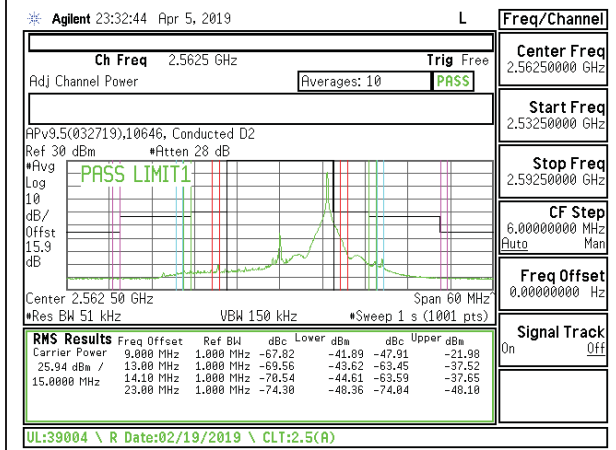 Agilent 23:32:44 Apr 5, 2019 L
Freq/Channel
Ch Freq 2.5625 GHz Trig Free
Adj Channel Power Averages: 10 PASS
APv9.5(032719),10646, Conducted D2
Ref 30 dBm #Atten 28 dB
#Avg
Log
10
dB/
Offst
15.9
dB
PASS LIMIT1
Center 2.562 50 GHz Span 60 MHz^
#Res BW 51 kHz VBW 150 kHz #Sweep 1 s (1001 pts)
RMS Results Freq Offset Ref BW dBc Lower dBm dBc Upper dBm
Carrier Power 9.000 MHz 1.000 MHz -67.82 -41.89 -47.91 -21.98
25.94 dBm / 13.00 MHz 1.000 MHz -69.56 -43.62 -63.45 -37.52
15.0000 MHz 14.10 MHz 1.000 MHz -70.54 -44.61 -63.59 -37.65
23.00 MHz 1.000 MHz -74.30 -48.36 -74.04 -48.10
UL:39004 \ R Date:02/19/2019 \ CLT:2.5(A)
Center Freq
2.56250000 GHz
Start Freq
2.53250000 GHz
Stop Freq
2.59250000 GHz
CF Step
6.00000000 MHz
Auto Man
Freq Offset
0.00000000 Hz
Signal Track
On Off